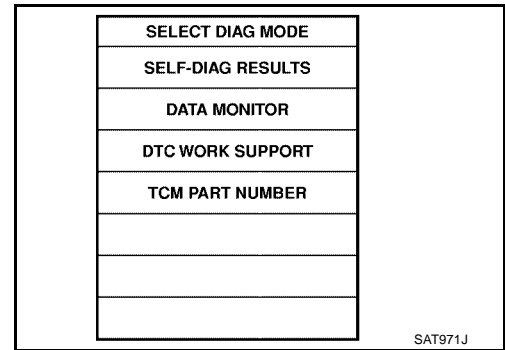 SELECT DIAG MODE
SELF-DIAG RESULTS
DATA MONITOR
DTC WORK SUPPORT
TCM PART NUMBER
SAT971J